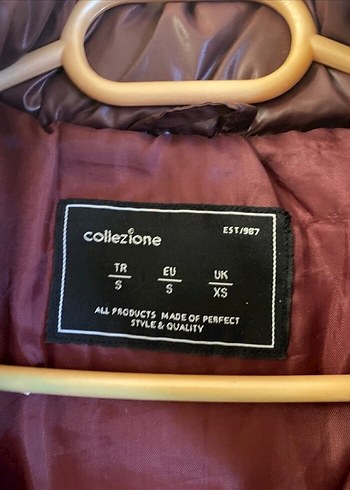 collezione
EST/987
TR EU UK
S S XS
ALL PRODUCTS MADE OF PERFECT
STYLE & QUALITY